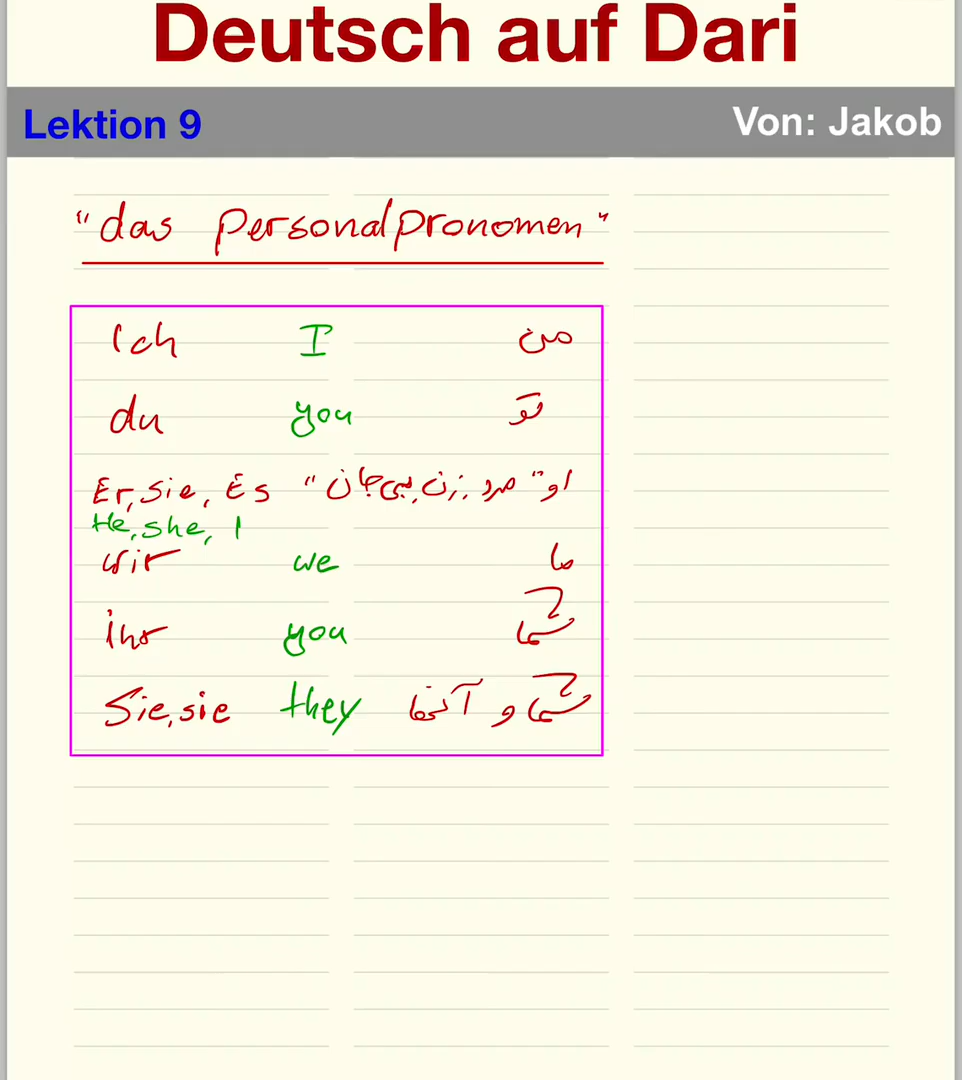 Deutsch auf Dari
Lektion 9 Von: Jakob
"das Personalpronomen"
Ich I من
du you تو
Er, Sie, Es او "مرد، زن، بی جان"
He, she, I
wir we ما
ihr you شما
Sie, sie they شما و آنها